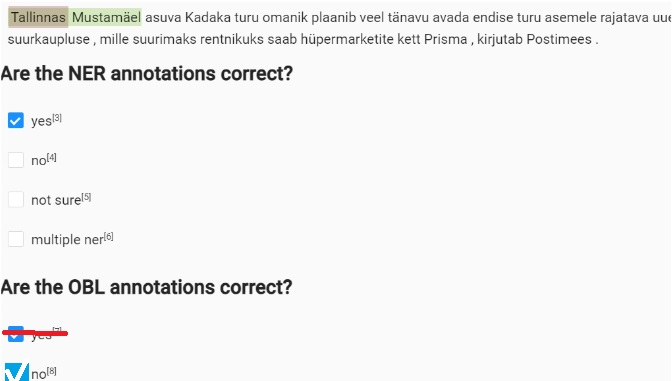 Tallinnas Mustamäel asuva Kadaka turu omanik plaanib veel tänavu avada endise turu asemele rajatava uue
suurkaupluse , mille suurimaks rentnikuks saab hüpermarketite kett Prisma , kirjutab Postimees .
Are the NER annotations correct?
yes[3]
no[4]
not sure[5]
multiple ner[6]
Are the OBL annotations correct?
yes[7]
no[8]